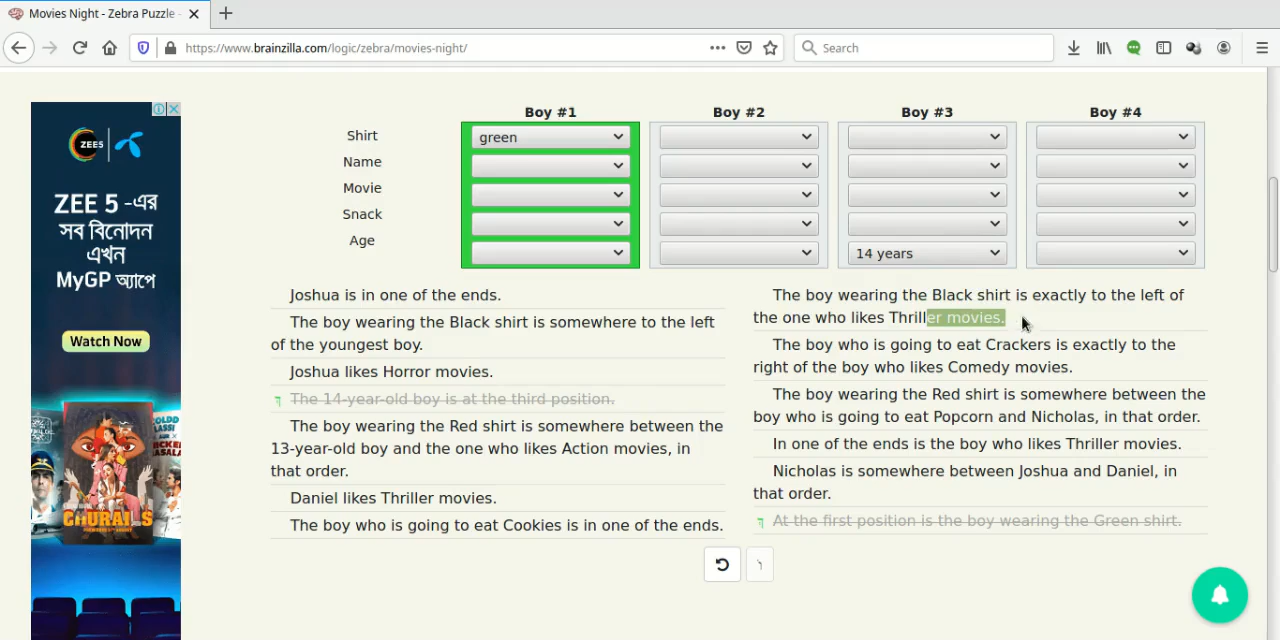 Movies Night - Zebra Puzzle -
https://www.brainzilla.com/logic/zebra/movies-night/
Search
ZEE5
ZEE 5 -এর
সব বিনোদন
এখন
MyGP অ্যাপে
Watch Now
CHURAILS
Boy #1 Boy #2 Boy #3 Boy #4
Shirt green
Name
Movie
Snack
Age 14 years
Joshua is in one of the ends.
The boy wearing the Black shirt is somewhere to the left
of the youngest boy.
Joshua likes Horror movies.
The 14-year-old boy is at the third position.
The boy wearing the Red shirt is somewhere between the
13-year-old boy and the one who likes Action movies, in
that order.
Daniel likes Thriller movies.
The boy who is going to eat Cookies is in one of the ends.
The boy wearing the Black shirt is exactly to the left of
the one who likes Thriller movies.
The boy who is going to eat Crackers is exactly to the
right of the boy who likes Comedy movies.
The boy wearing the Red shirt is somewhere between the
boy who is going to eat Popcorn and Nicholas, in that order.
In one of the ends is the boy who likes Thriller movies.
Nicholas is somewhere between Joshua and Daniel, in
that order.
At the first position is the boy wearing the Green shirt.